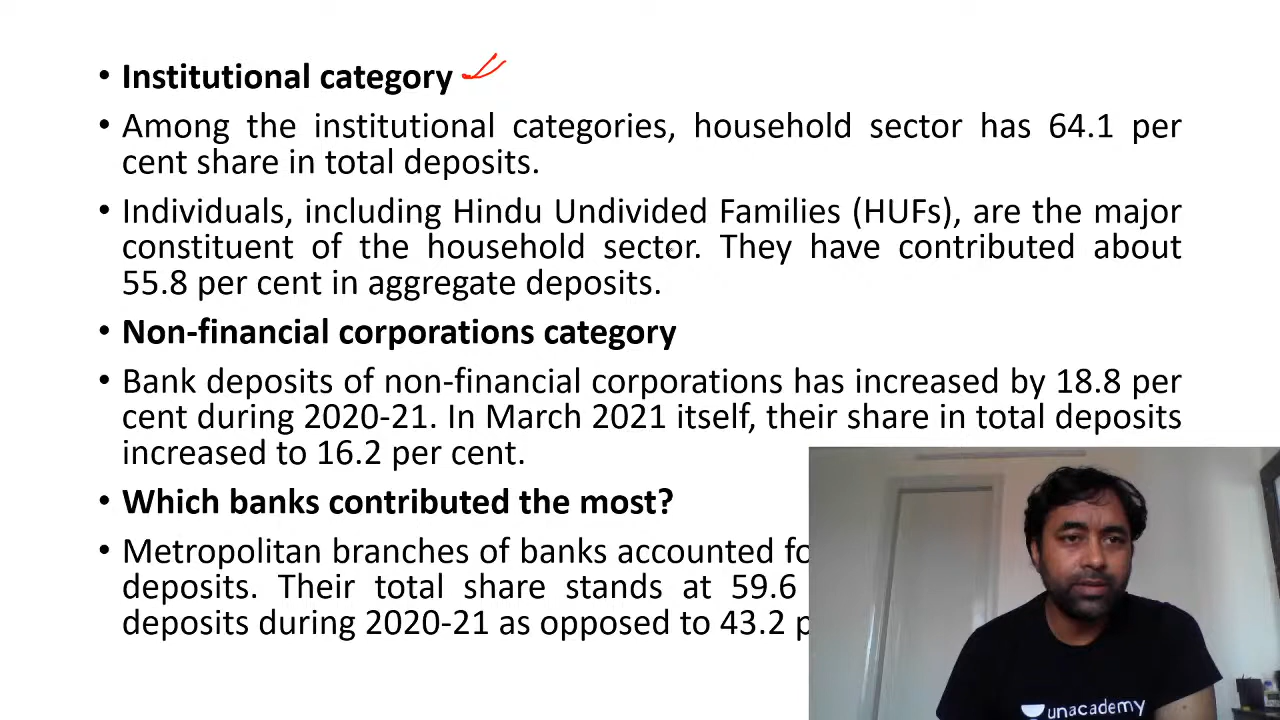 • Institutional category
• Among the institutional categories, household sector has 64.1 per
cent share in total deposits.
• Individuals, including Hindu Undivided Families (HUFs), are the major
constituent of the household sector. They have contributed about
55.8 per cent in aggregate deposits.
• Non-financial corporations category
• Bank deposits of non-financial corporations has increased by 18.8 per
cent during 2020-21. In March 2021 itself, their share in total deposits
increased to 16.2 per cent.
• Which banks contributed the most?
• Metropolitan branches of banks accounted
deposits. Their total share stands at 59.6
deposits during 2020-21 as opposed to 43.2
unacademy